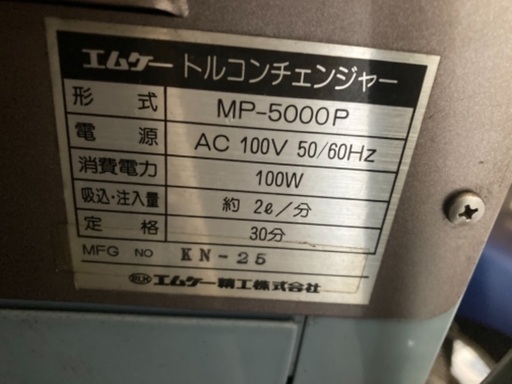 エムケー トルコンチェンジャー
形式 MP-5000P
電源 AC 100V 50/60Hz
消費電力 100W
吸込・注入量 約 2ℓ/分
定格 30分
MFG NO KN-25
エムケー精工株式会社